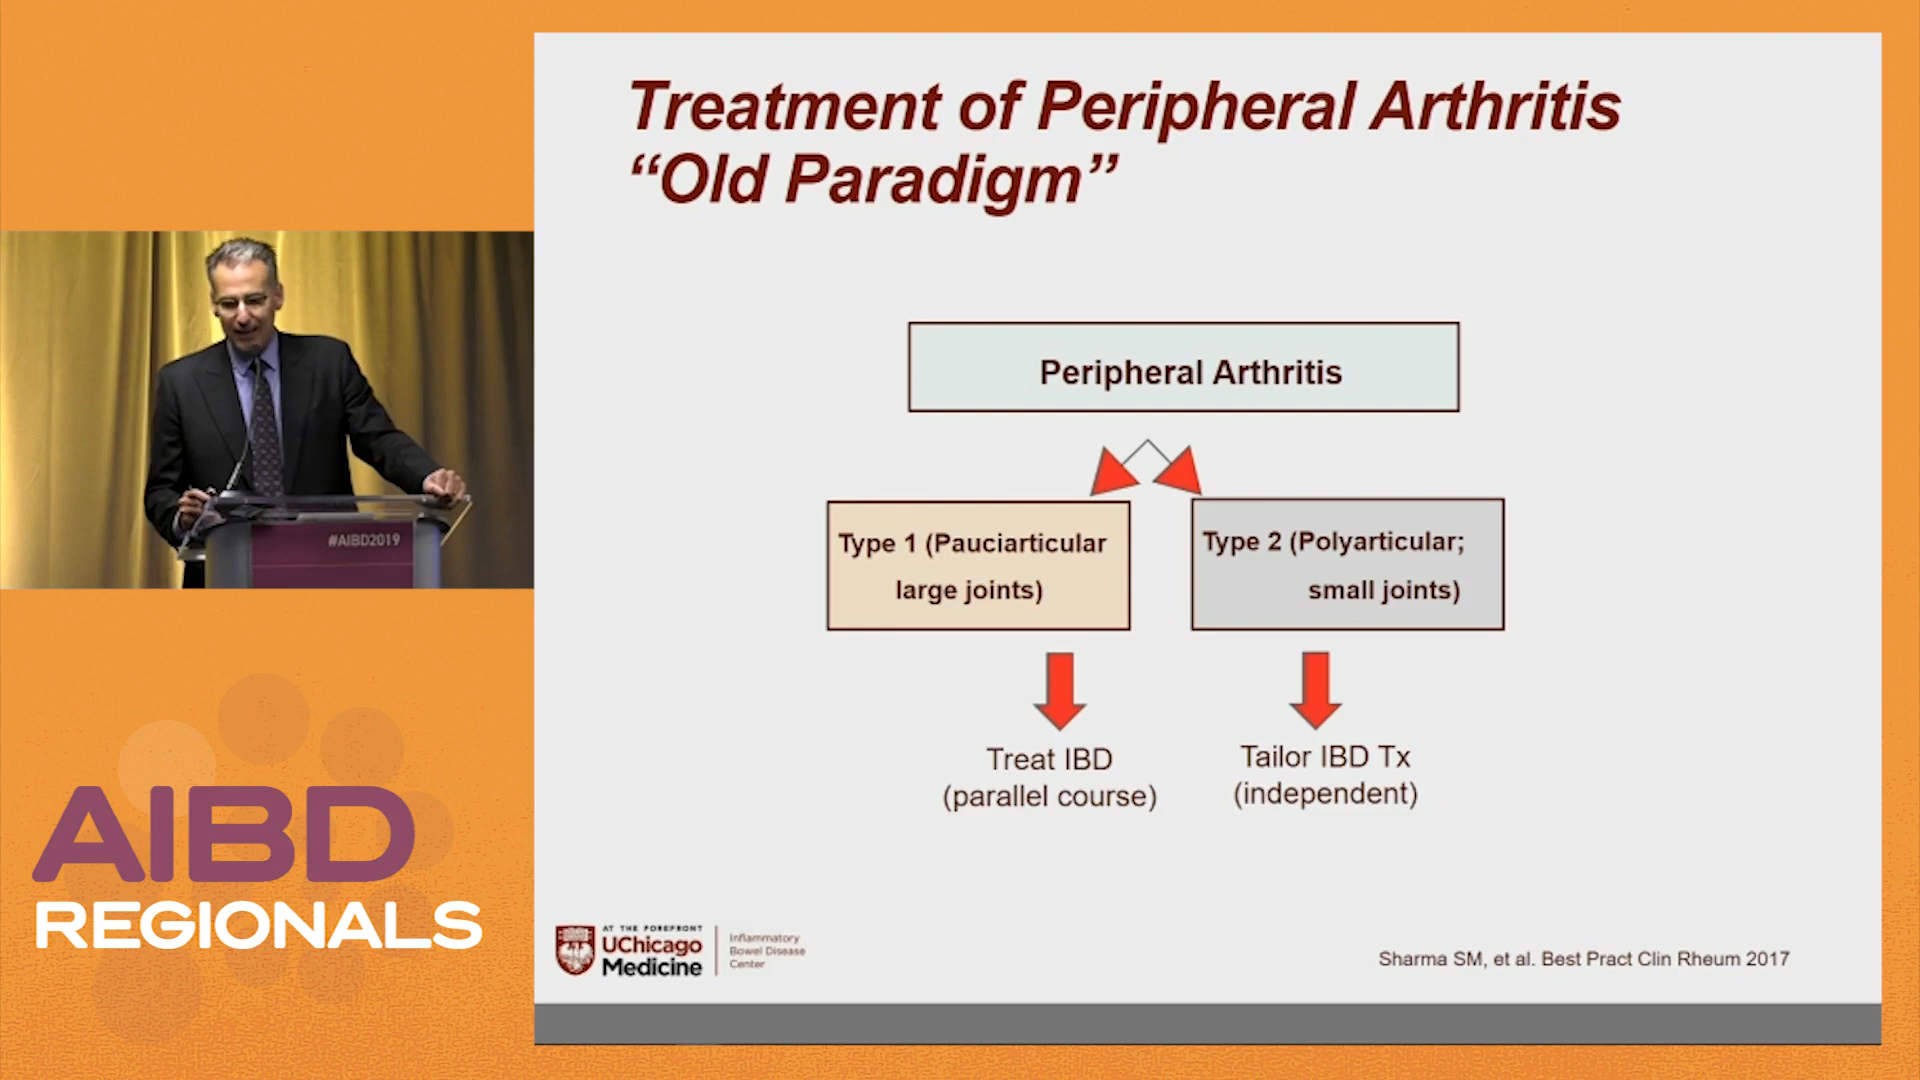 Treatment of Peripheral Arthritis
“Old Paradigm”
Peripheral Arthritis
Type 1 (Pauciarticular
large joints)
Type 2 (Polyarticular;
small joints)
Treat IBD
(parallel course)
Tailor IBD Tx
(independent)
#AIBD2019
AIBD
REGIONALS
AT THE FOREFRONT
UChicago
Medicine
Inflammatory
Bowel Disease
Center
Sharma SM, et al. Best Pract Clin Rheum 2017